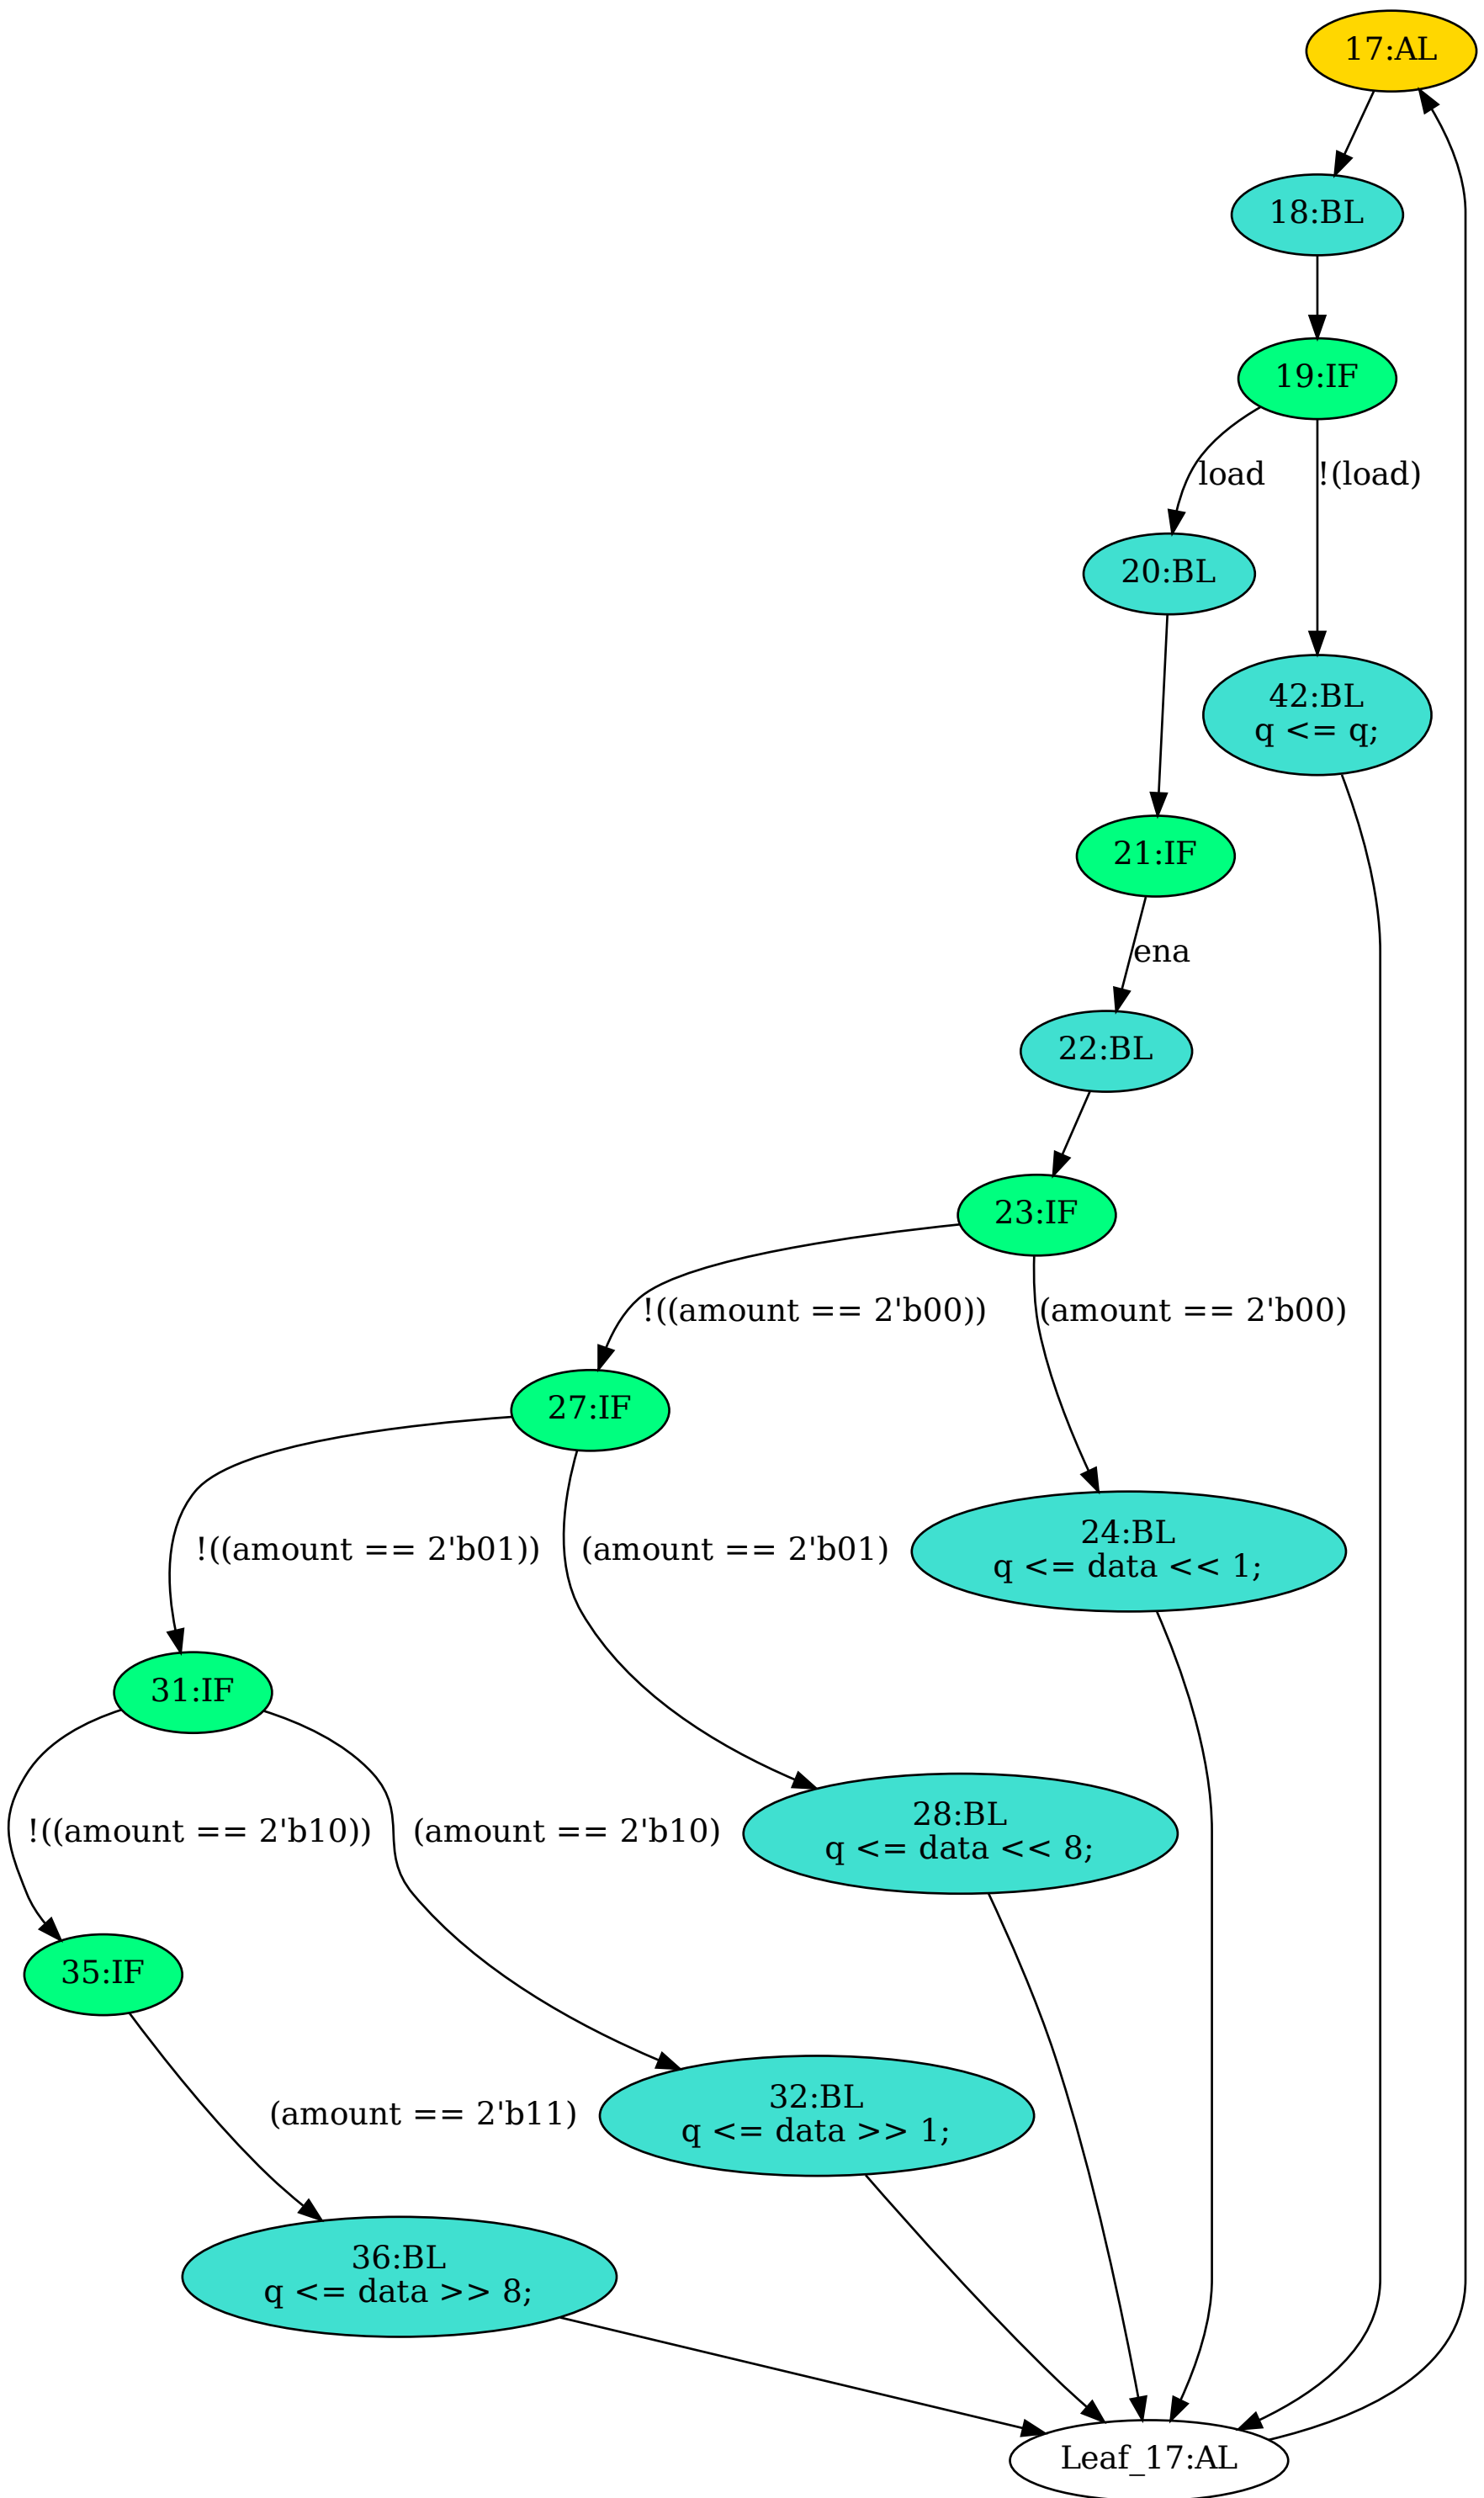 17:AL
18:BL
19:IF
load
!(load)
20:BL
42:BL
q <= q;
21:IF
ena
22:BL
23:IF
!((amount == 2'b00))
(amount == 2'b00)
27:IF
!((amount == 2'b01))
(amount == 2'b01)
24:BL
q <= data << 1;
31:IF
!((amount == 2'b10))
(amount == 2'b10)
28:BL
q <= data << 8;
35:IF
(amount == 2'b11)
32:BL
q <= data >> 1;
36:BL
q <= data >> 8;
Leaf_17:AL